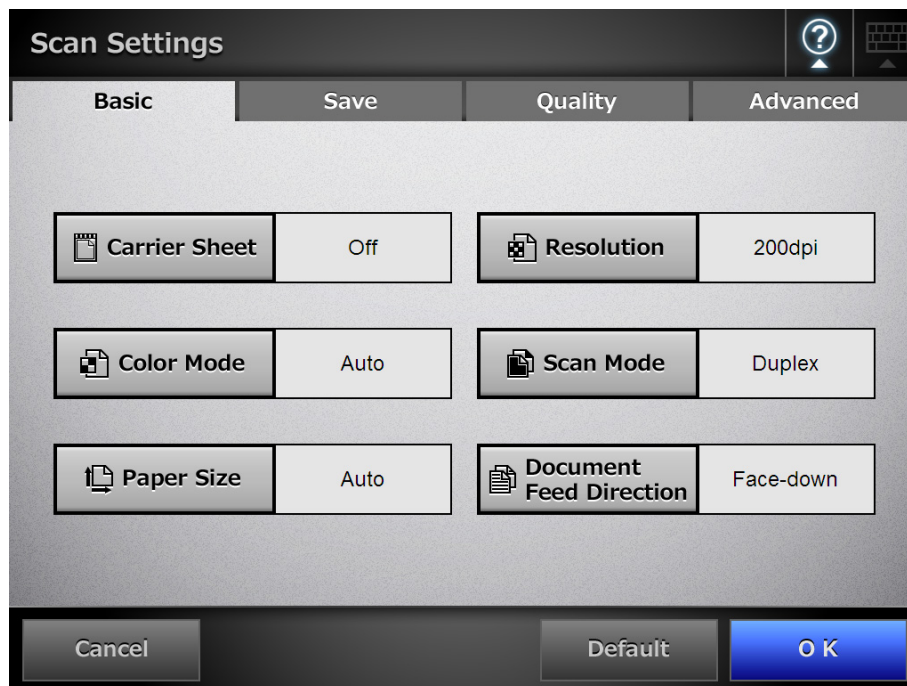 Scan Settings
?
Basic Save Quality Advanced
Carrier Sheet Off Resolution 200dpi
Color Mode Auto Scan Mode Duplex
Paper Size Auto Document
Feed Direction Face-down
Cancel Default OK